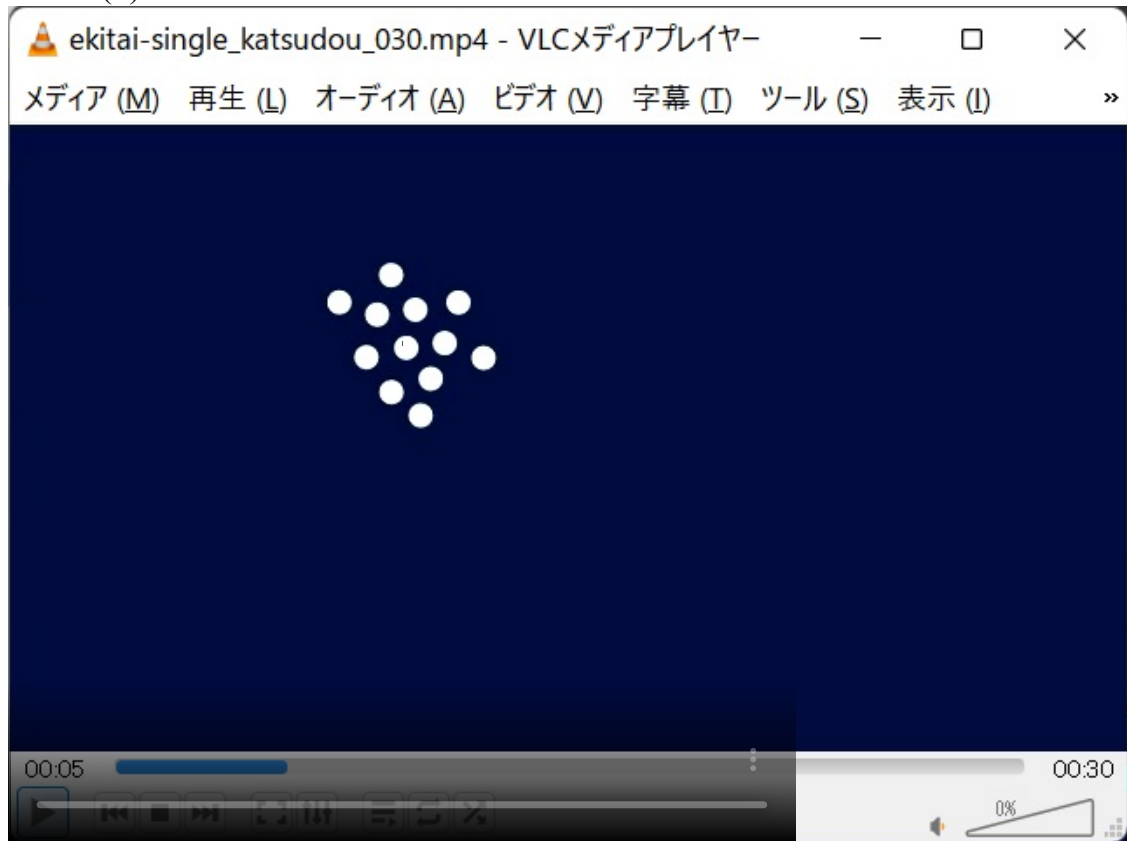 ekitai-single_katsudou_030.mp4 - VLCメディアプレイヤー
メディア (M) 再生 (L) オーディオ (A) ビデオ (V) 字幕 (T) ツール (S) 表示 (I) »
00:05 00:30
0%